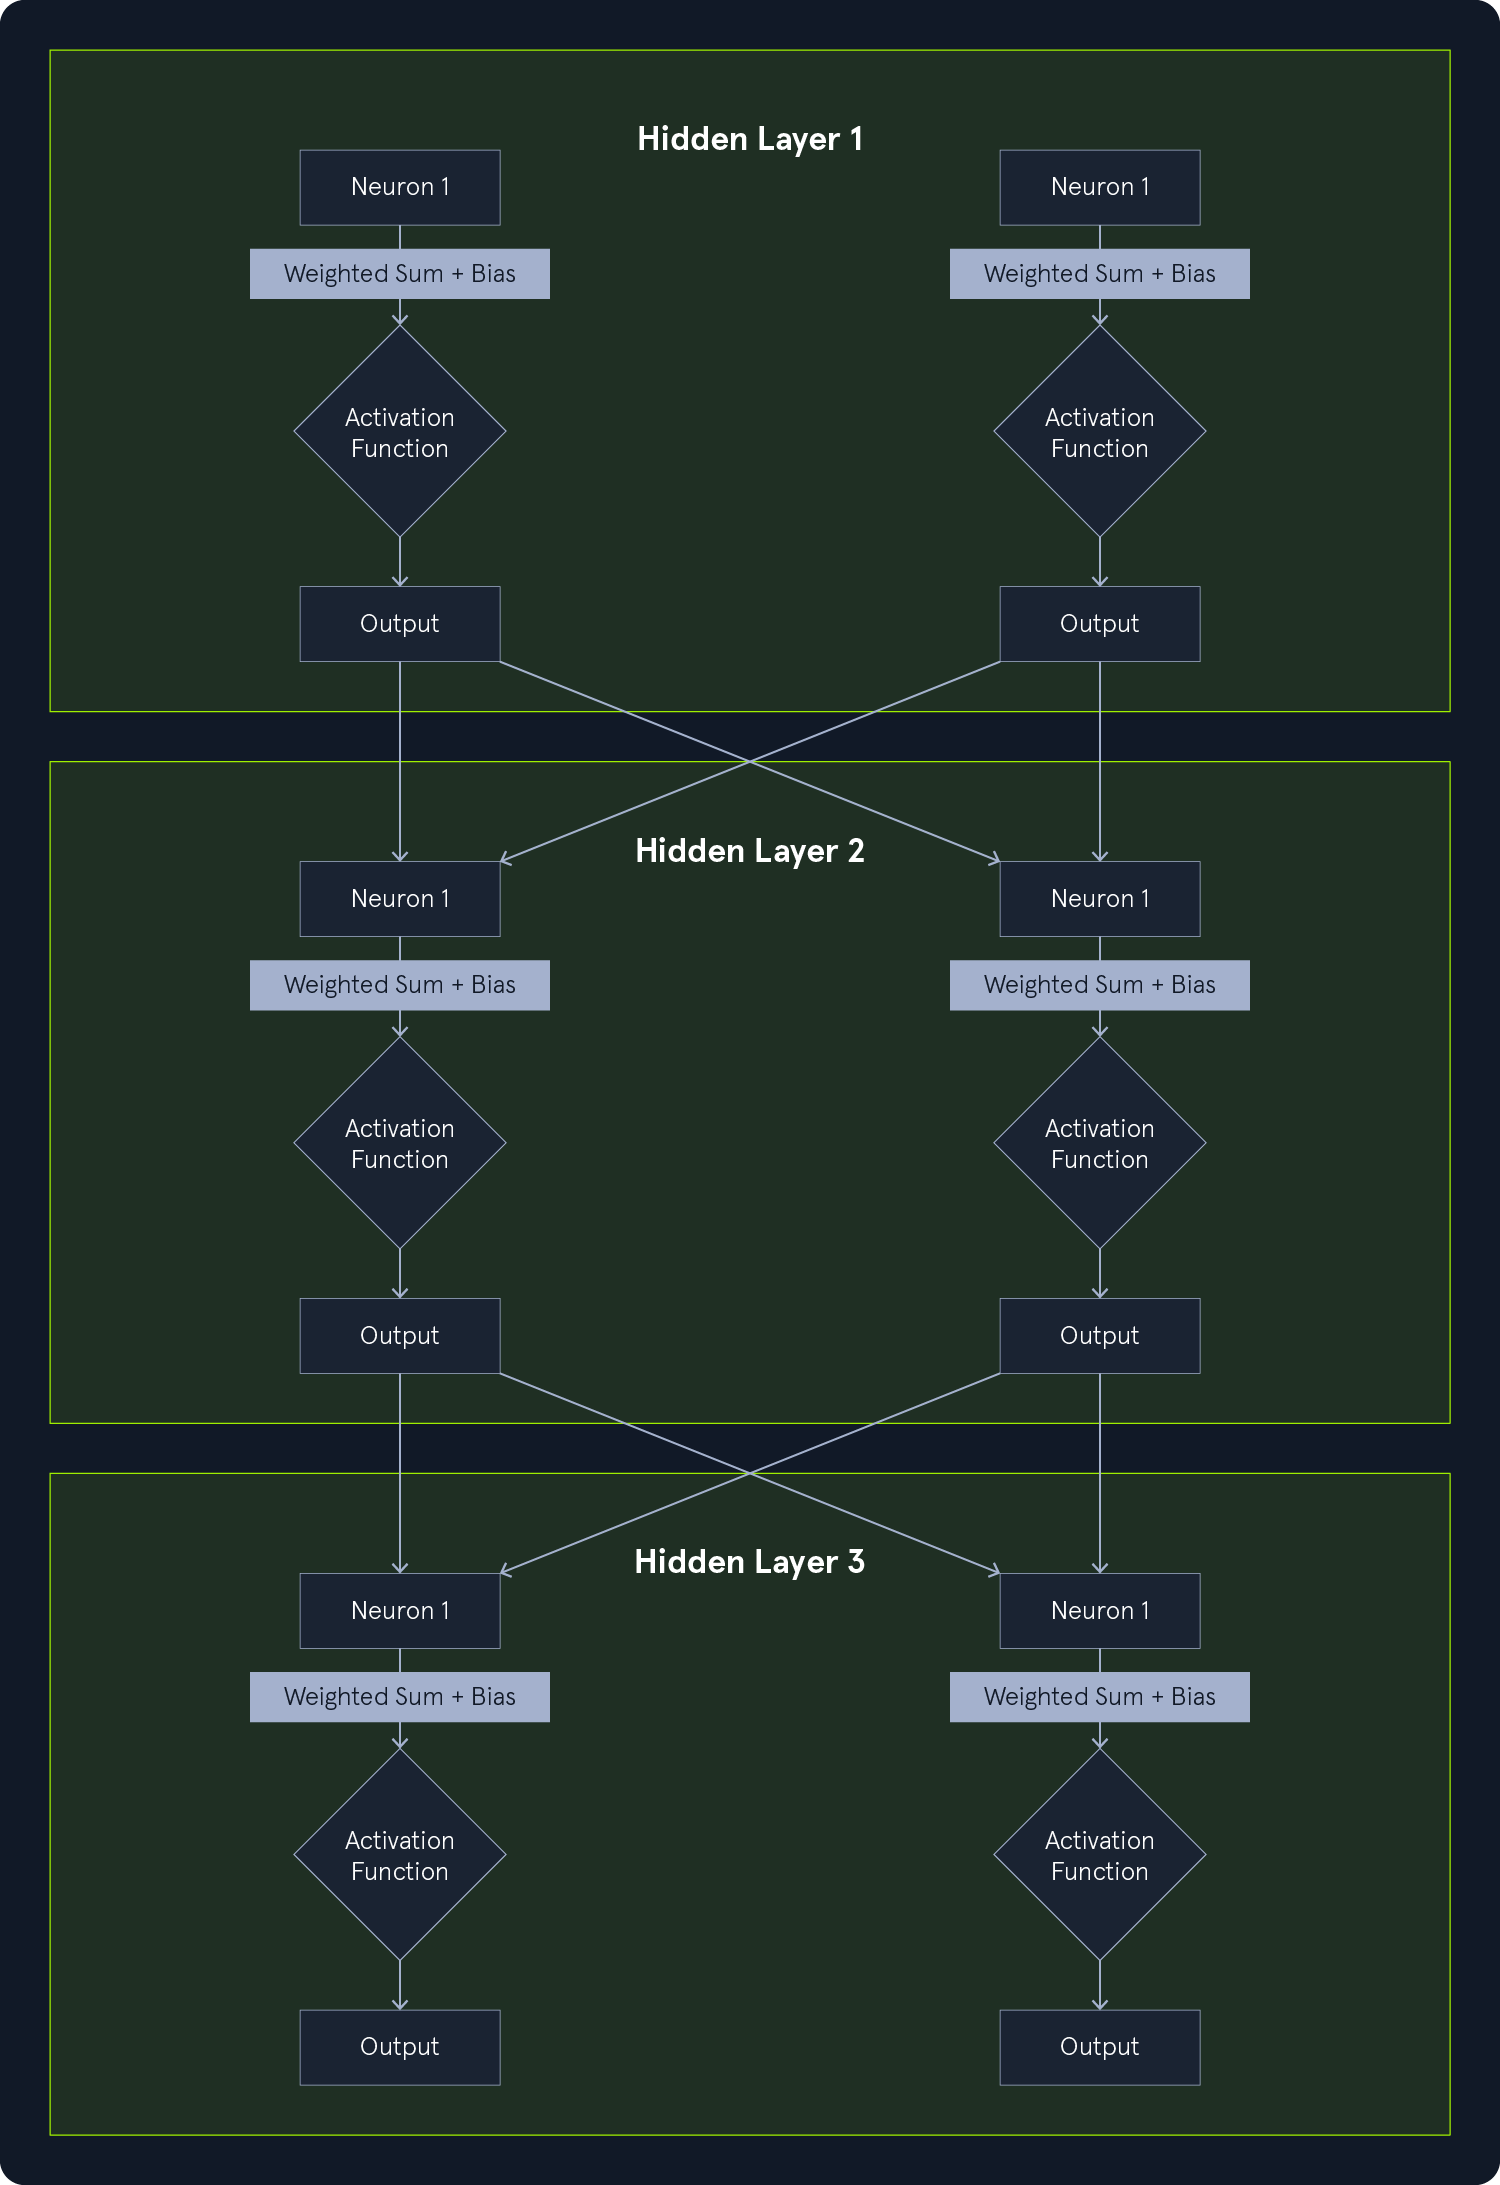 Hidden Layer 1
Neuron 1
Neuron 1
Weighted Sum + Bias
Weighted Sum + Bias
Activation
Function
Activation
Function
Output
Output
Hidden Layer 2
Neuron 1
Neuron 1
Weighted Sum + Bias
Weighted Sum + Bias
Activation
Function
Activation
Function
Output
Output
Hidden Layer 3
Neuron 1
Neuron 1
Weighted Sum + Bias
Weighted Sum + Bias
Activation
Function
Activation
Function
Output
Output